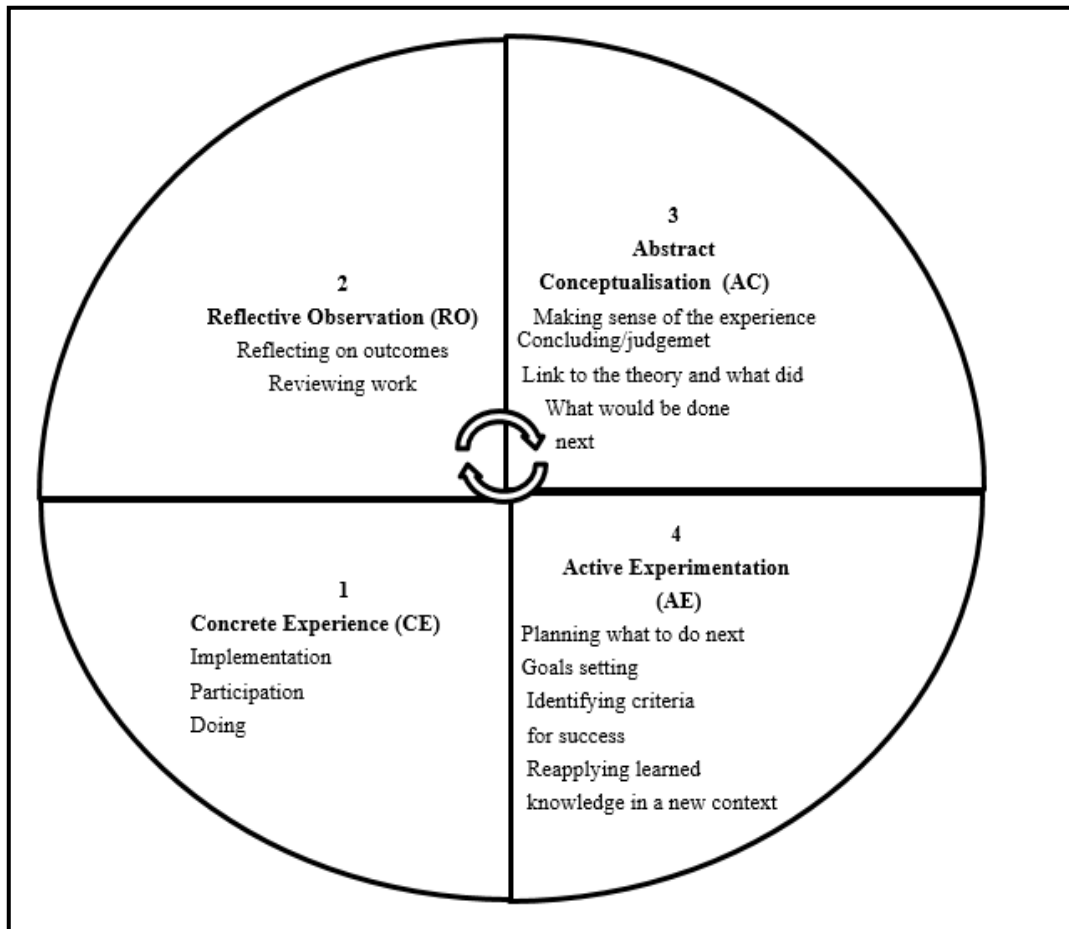 2
Reflective Observation (RO)
Reflecting on outcomes
Reviewing work
3
Abstract
Conceptualisation (AC)
Making sense of the experience
Concluding/judgemet
Link to the theory and what did
What would be done
next
1
Concrete Experience (CE)
Implementation
Participation
Doing
4
Active Experimentation
(AE)
Planning what to do next
Goals setting
Identifying criteria
for success
Reapplying learned
knowledge in a new context